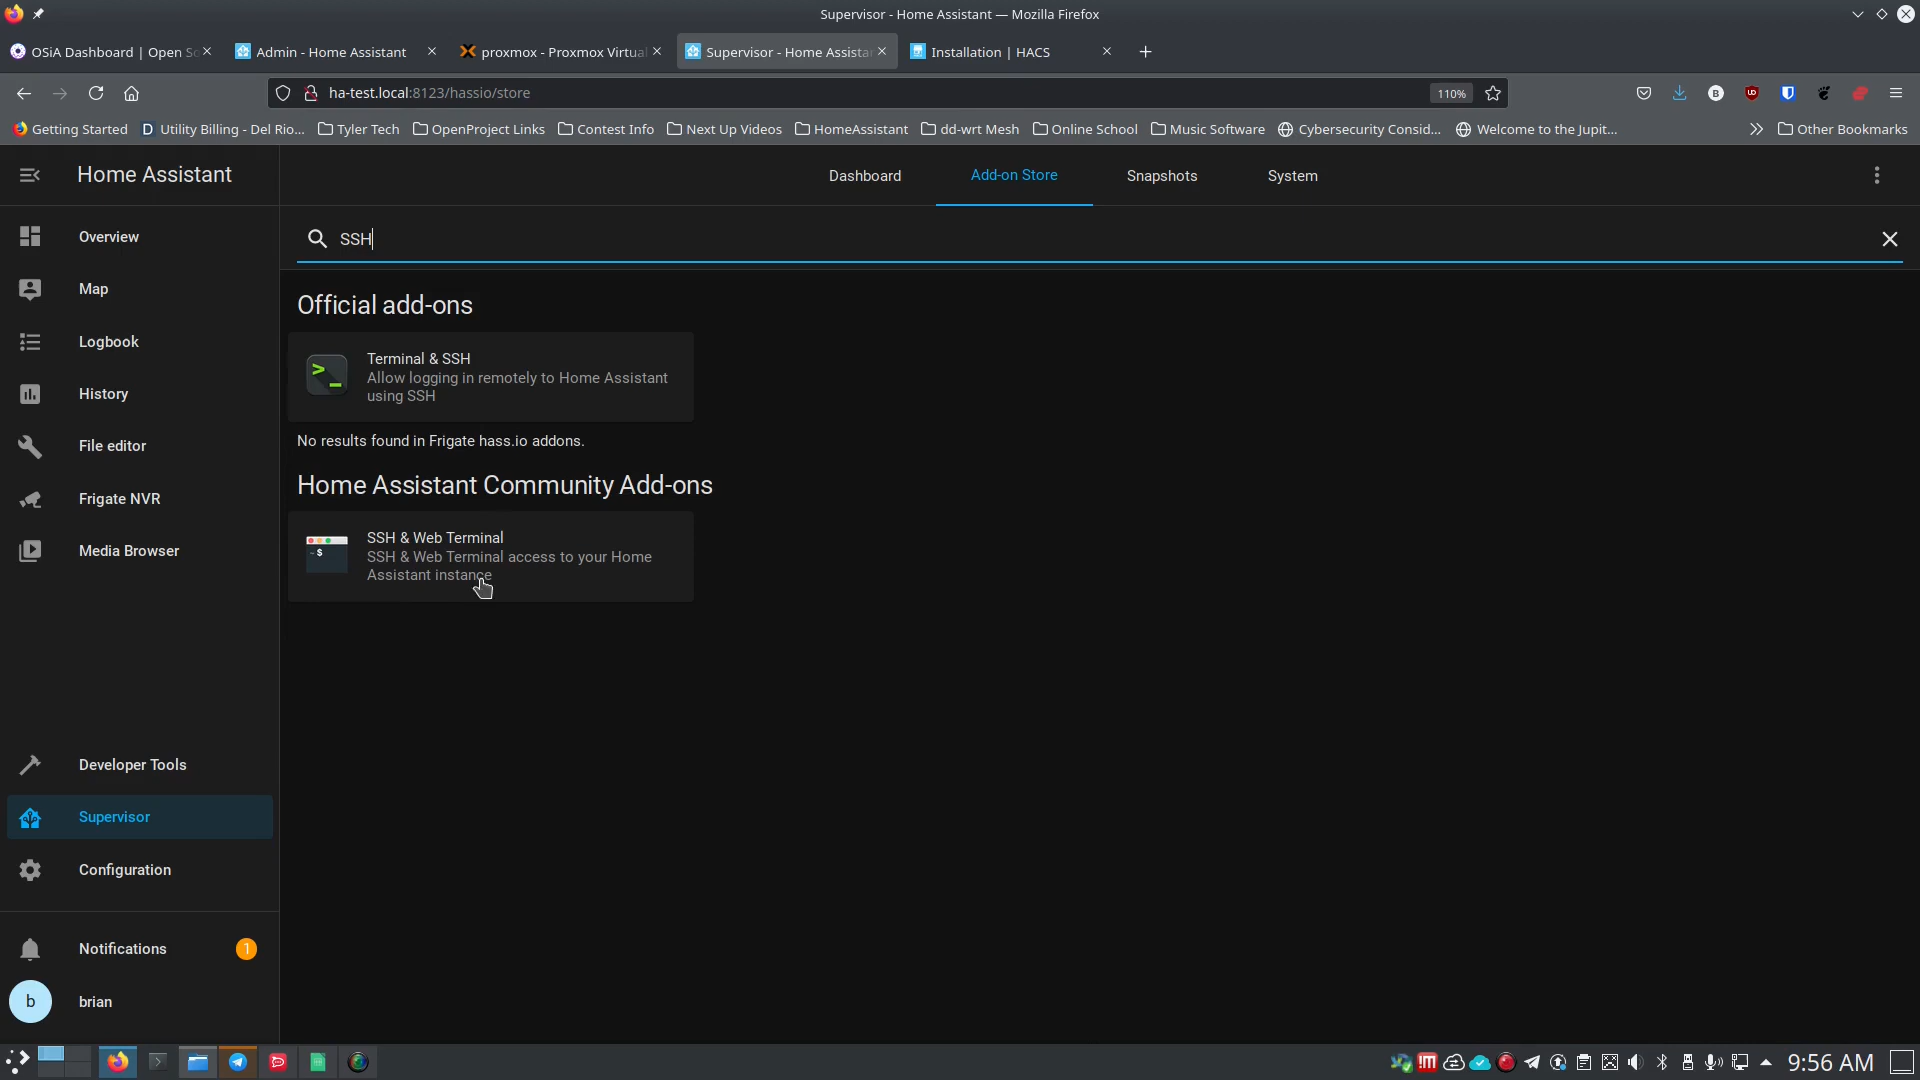 Supervisor - Home Assistant — Mozilla Firefox
OSiA Dashboard | Open So
Admin - Home Assistant
proxmox - Proxmox Virtual
Supervisor - Home Assistan
Installation | HACS
ha-test.local:8123/hassio/store
110%
Getting Started
Utility Billing - Del Rio...
Tyler Tech
OpenProject Links
Contest Info
Next Up Videos
HomeAssistant
dd-wrt Mesh
Online School
Music Software
Cybersecurity Consid...
Welcome to the Jupit...
Other Bookmarks
Home Assistant
Dashboard
Add-on Store
Snapshots
System
Overview
Map
Logbook
History
File editor
Frigate NVR
Media Browser
Developer Tools
Supervisor
Configuration
Notifications
1
b
brian
SSH
Official add-ons
Terminal & SSH
Allow logging in remotely to Home Assistant
using SSH
No results found in Frigate hass.io addons.
Home Assistant Community Add-ons
SSH & Web Terminal
SSH & Web Terminal access to your Home
Assistant instance
9:56 AM